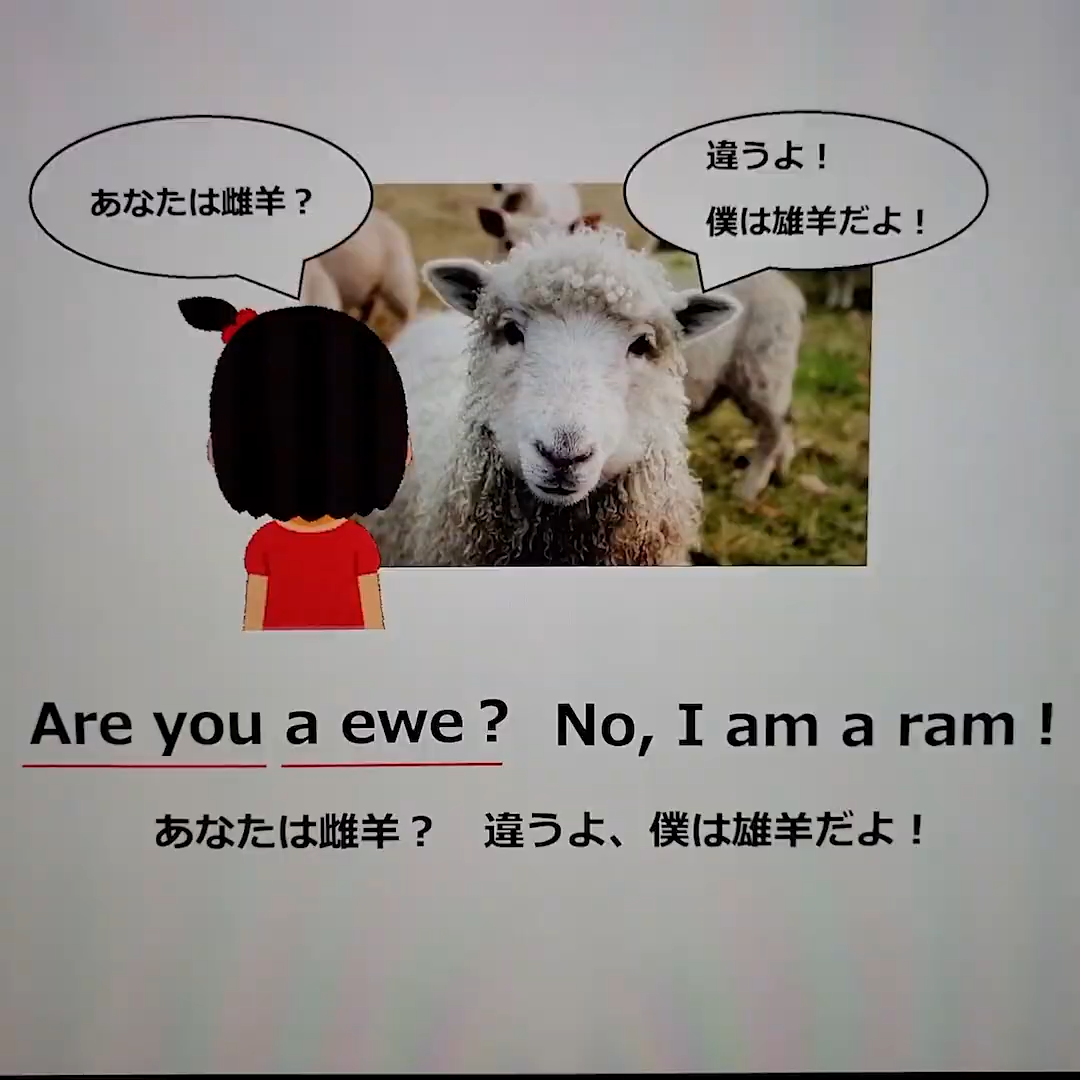 あなたは雌羊？
違うよ！
僕は雄羊だよ！
Are you a ewe？ No, I am a ram！
あなたは雌羊？　違うよ、僕は雄羊だよ！